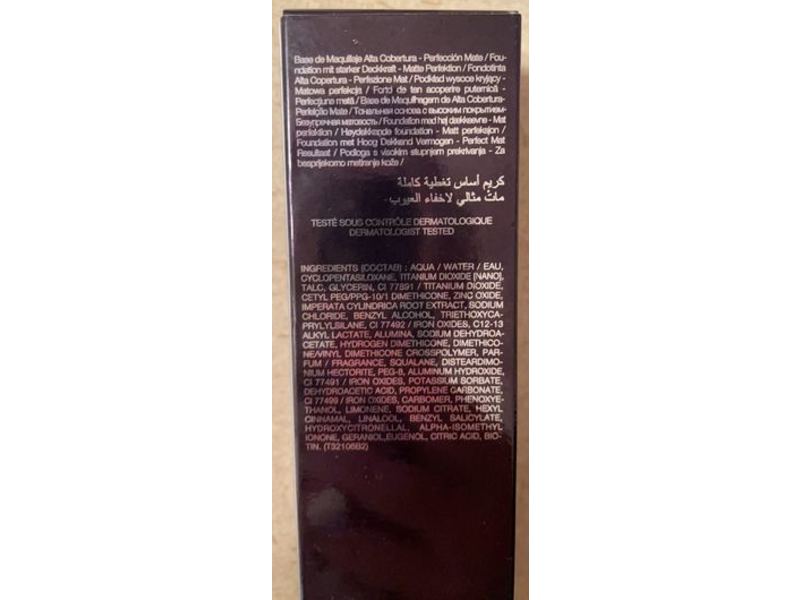 Base de Maquillaje Alta Cobertura - Perfección Mate / Fou-
ndation mit starker Deckkraft - Matte Perfektion / Fondotinta
Alta Copertura - Perfezione Mat / Podkład wysoce kryjący -
Matowa perfekcja / Fond de ten acoperire puternică -
Perfecțiune mată / Base de Maquilhagem de Alta Cobertura-
Perfeição Mate / Тональная основа с высоким покрытием-
Безупречная матовость / Foundation med høj dækkeevne - Mat
perfektion / Høydekkende foundation - Matt perfeksjon /
Foundation met Hoog Dekkend Vermogen - Perfect Mat
Resultaat / Podloga s visokim stupnjem prekrivanja - Za
besprijekorno matiranje kože /
كريم أساس تغطية كاملة
مات مثالي لاخفاء العيوب
TESTÉ SOUS CONTRÔLE DERMATOLOGIQUE
DERMATOLOGIST TESTED
INGREDIENTS (СОСТАВ) : AQUA / WATER / EAU,
CYCLOPENTASILOXANE, TITANIUM DIOXIDE [NANO],
TALC, GLYCERIN, CI 77891 / TITANIUM DIOXIDE,
CETYL PEG/PPG-10/1 DIMETHICONE, ZINC OXIDE,
IMPERATA CYLINDRICA ROOT EXTRACT, SODIUM
CHLORIDE, BENZYL ALCOHOL, TRIETHOXYCA-
PRYLYLSILANE, CI 77492 / IRON OXIDES, C12-13
ALKYL LACTATE, ALUMINA, SODIUM DEHYDROA-
CETATE, HYDROGEN DIMETHICONE, DIMETHICO-
NE/VINYL DIMETHICONE CROSSPOLYMER, PAR-
FUM / FRAGRANCE, SQUALANE, DISTEARDIMO-
NIUM HECTORITE, PEG-8, ALUMINUM HYDROXIDE,
CI 77491 / IRON OXIDES, POTASSIUM SORBATE,
DEHYDROACETIC ACID, PROPYLENE CARBONATE,
CI 77499 / IRON OXIDES, CARBOMER, PHENOXYE-
THANOL, LIMONENE, SODIUM CITRATE, HEXYL
CINNAMAL, LINALOOL, BENZYL SALICYLATE,
HYDROXYCITRONELLAL, ALPHA-ISOMETHYL
IONONE, GERANIOL,EUGENOL, CITRIC ACID, BIO-
TIN. (T32106B2)